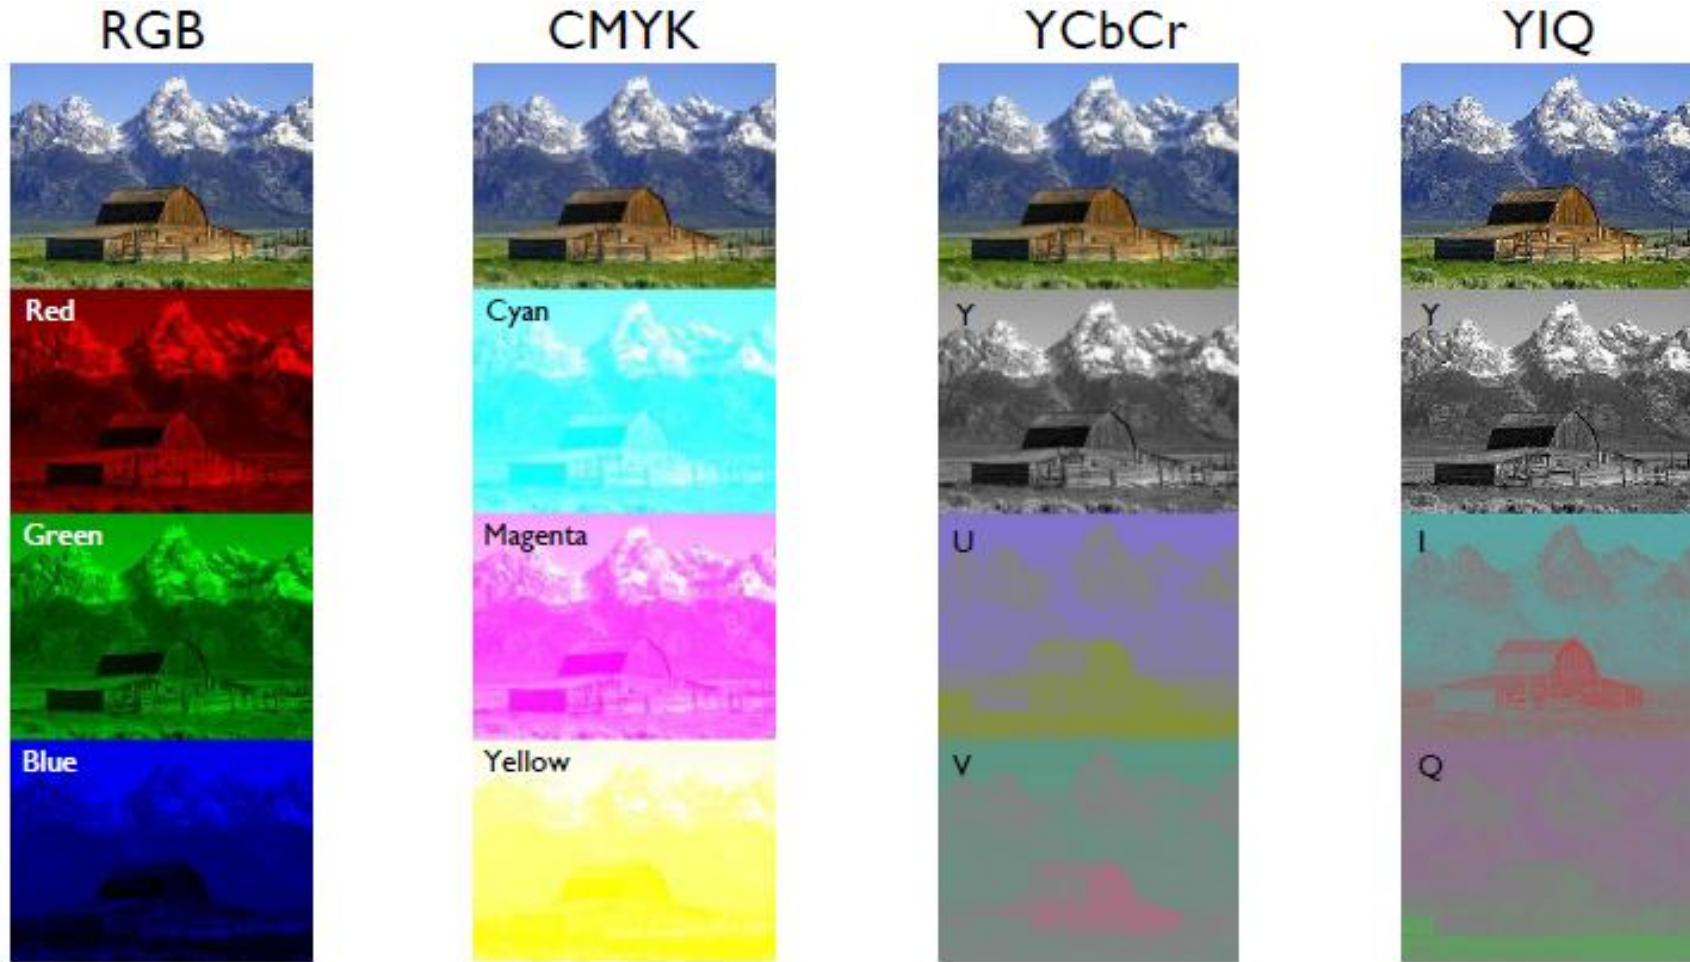 RGB
CMYK
YCbCr
YIQ
Red
Cyan
Y
Y
Green
Magenta
U
I
Blue
Yellow
V
Q